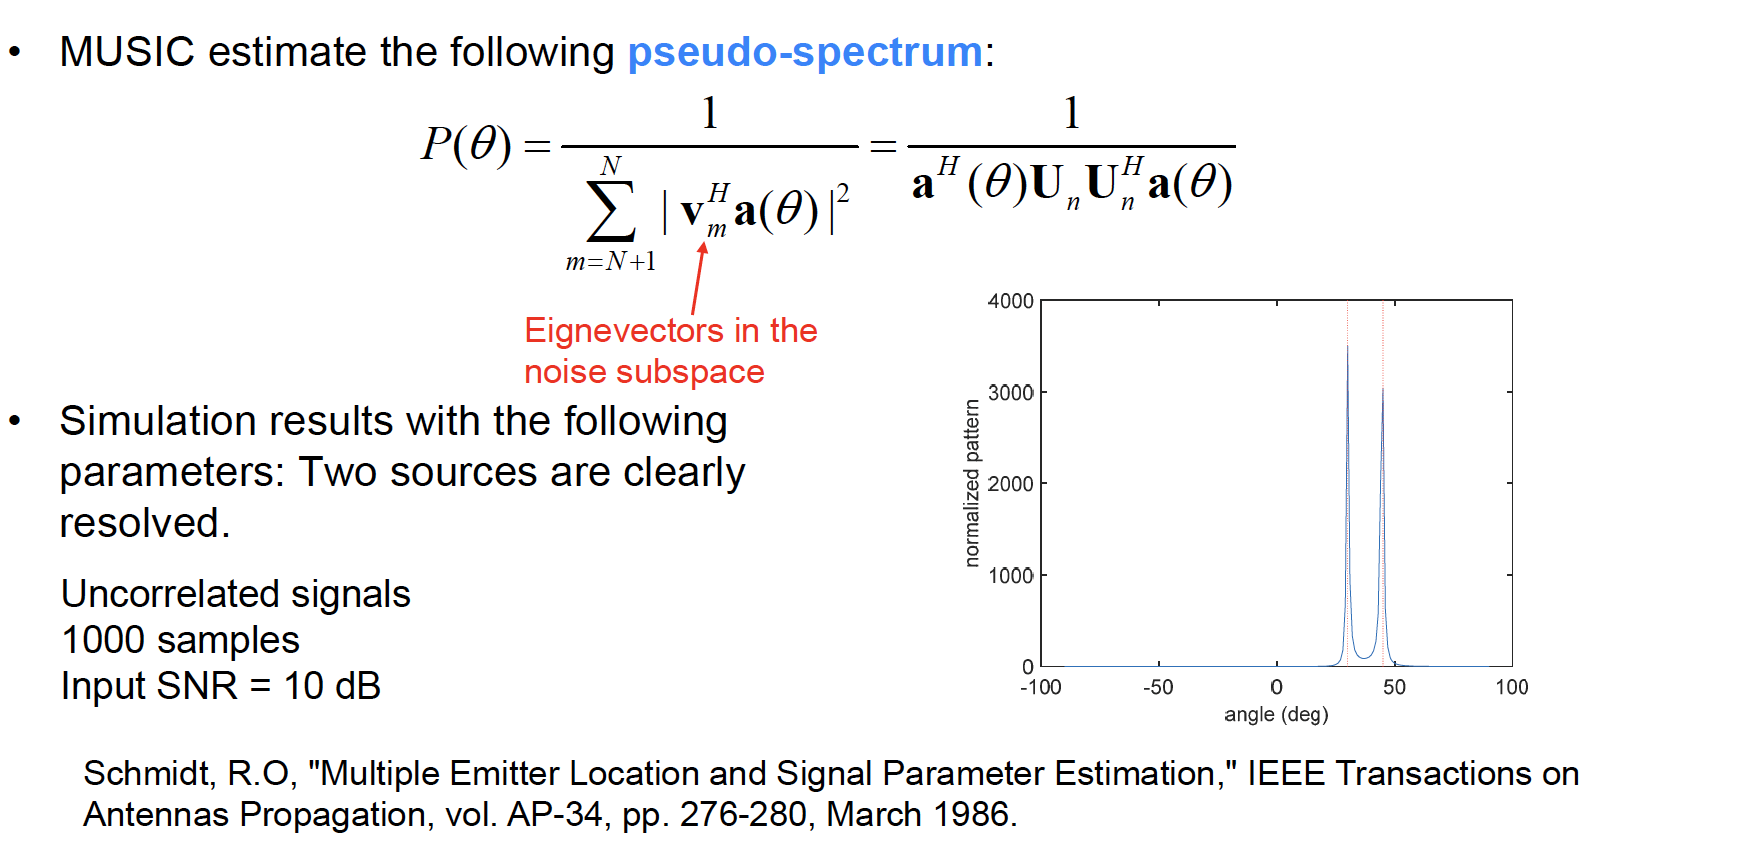 • MUSIC estimate the following pseudo-spectrum:
P(θ) = 1 / ∑_{m=N+1}^{N} | v_m^H a(θ) |^2 = 1 / a^H (θ)U_n U_n^H a(θ)
Eignevectors in the
noise subspace
• Simulation results with the following
parameters: Two sources are clearly
resolved.
Uncorrelated signals
1000 samples
Input SNR = 10 dB
normalized pattern
4000
3000
2000
1000
0
-100 -50 0 50 100
angle (deg)
Schmidt, R.O, "Multiple Emitter Location and Signal Parameter Estimation," IEEE Transactions on
Antennas Propagation, vol. AP-34, pp. 276-280, March 1986.